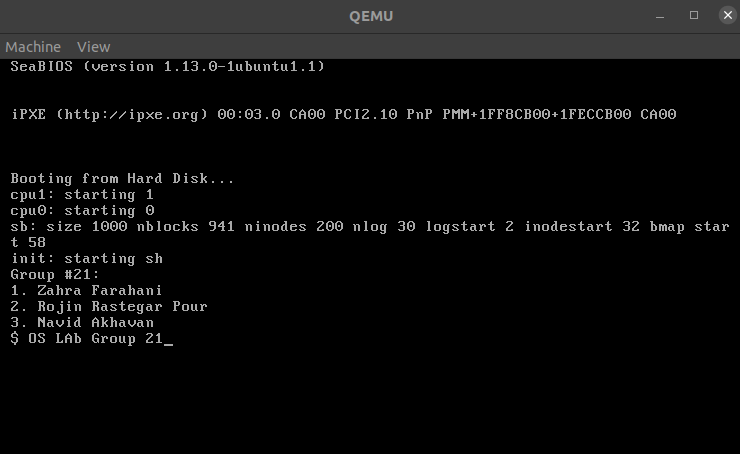 QEMU
Machine View
SeaBIOS (version 1.13.0-1ubuntu1.1)
iPXE (http://ipxe.org) 00:03.0 CA00 PCI2.10 PnP PMM+1FF8CB00+1FECCB00 CA00
Booting from Hard Disk...
cpu1: starting 1
cpu0: starting 0
sb: size 1000 nblocks 941 ninodes 200 nlog 30 logstart 2 inodestart 32 bmap star
t 58
init: starting sh
Group #21:
1. Zahra Farahani
2. Rojin Rastegar Pour
3. Navid Akhavan
$ OS LAb Group 21_